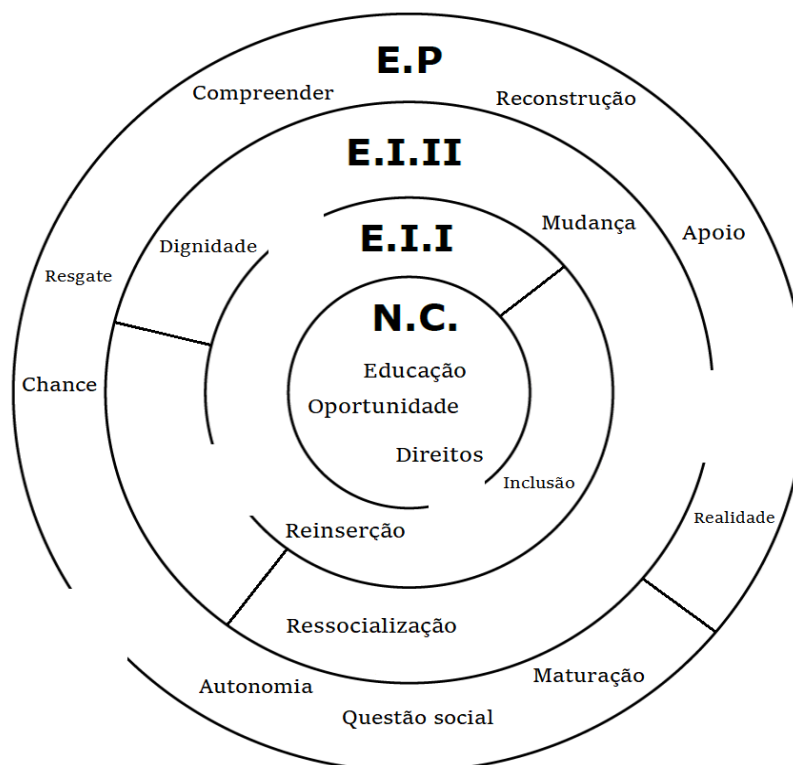 E.P
Compreender
Reconstrução
E.I.II
Mudança
Apoio
Dignidade
E.I.I
Resgate
N.C.
Educação
Chance
Oportunidade
Direitos
Inclusão
Realidade
Reinserção
Ressocialização
Maturação
Autonomia
Questão social